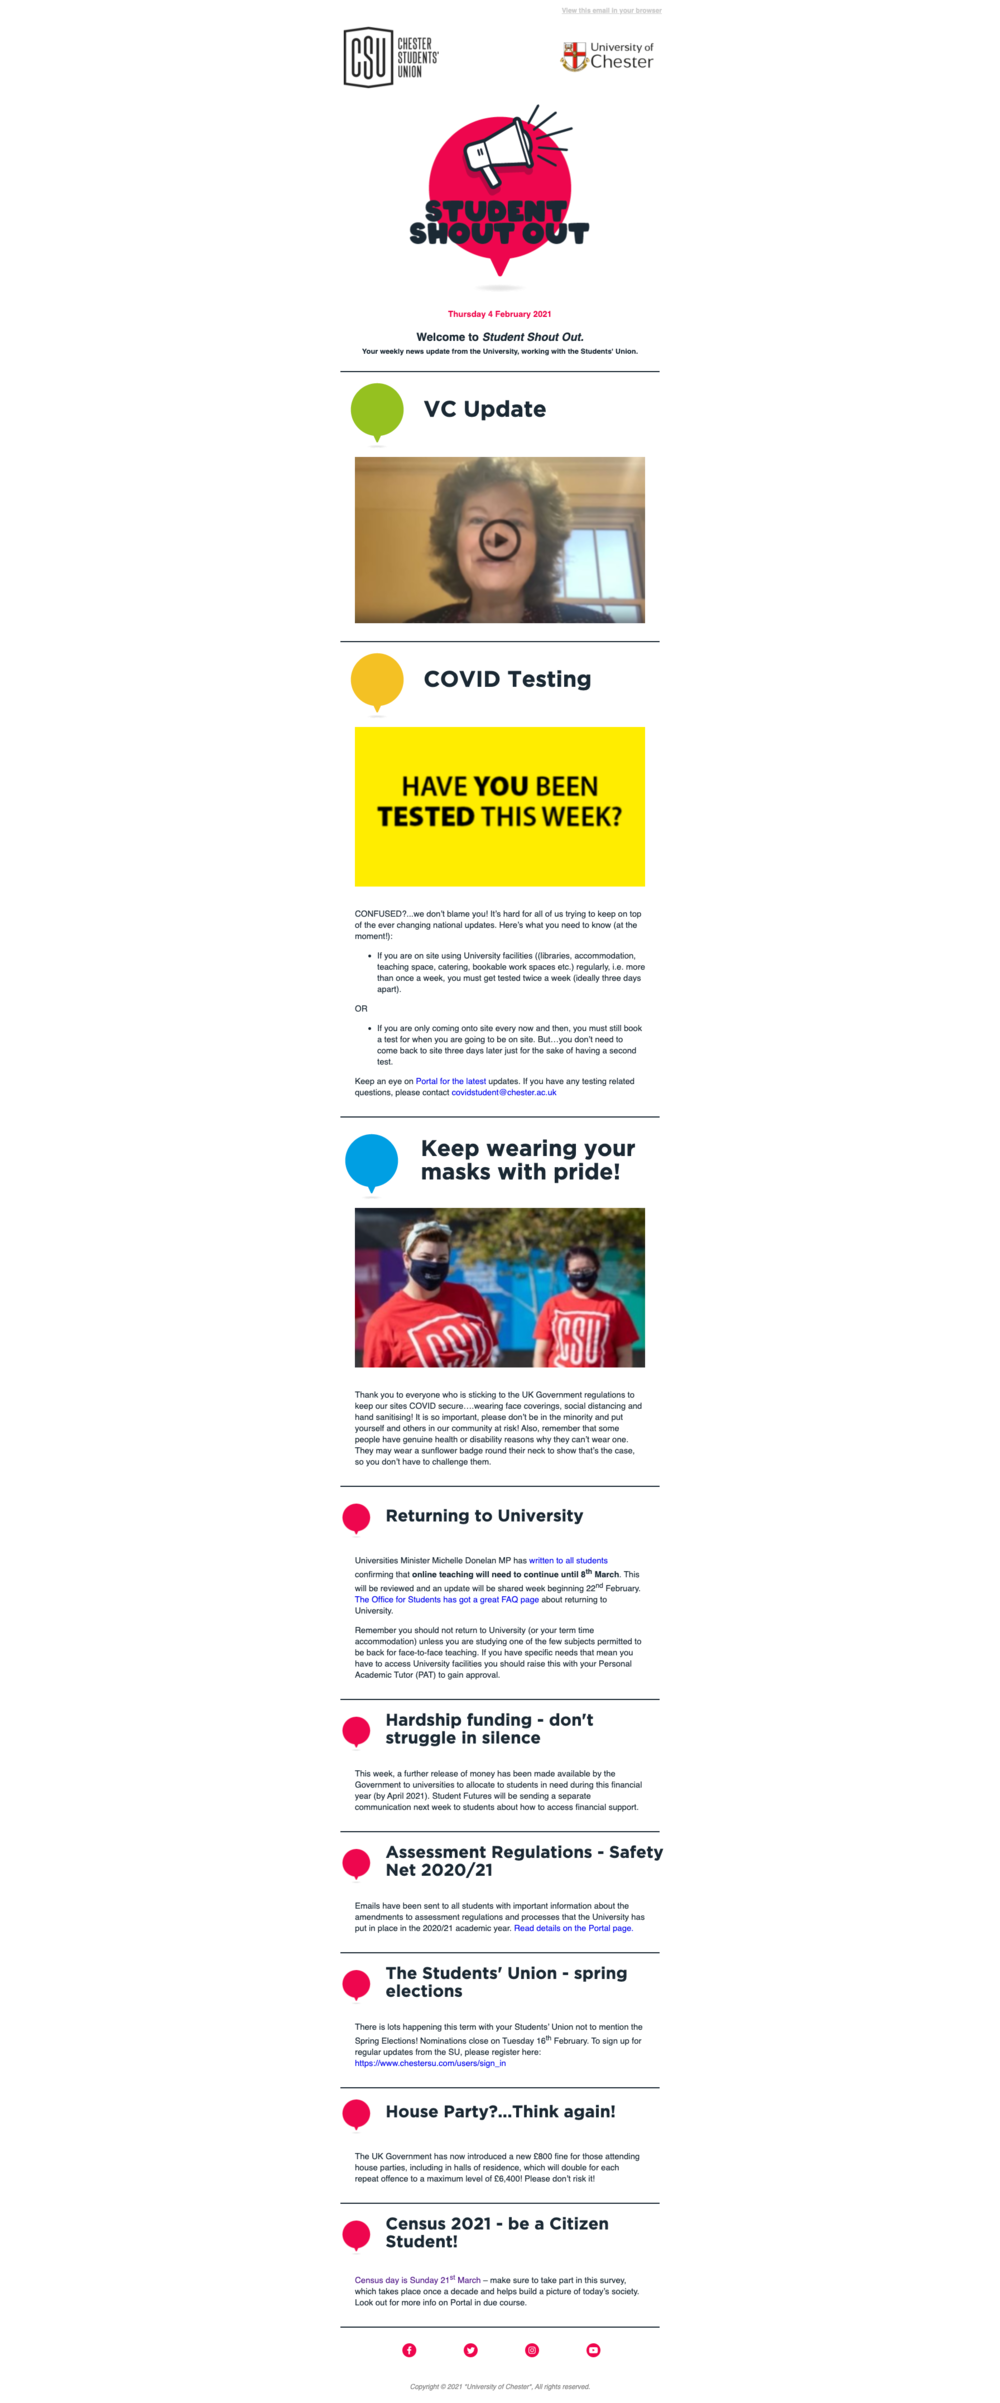 View this email in your browser
CSU
CHESTER
STUDENTS'
UNION
University of
Chester
STUDENT
SHOUT OUT
Thursday 4 February 2021
Welcome to Student Shout Out.
Your weekly news update from the University, working with the Students' Union.
VC Update
COVID Testing
HAVE YOU BEEN
TESTED THIS WEEK?
CONFUSED?...we don't blame you! It's hard for all of us trying to keep on top
of the ever changing national updates. Here's what you need to know (at the
moment!):
• If you are on site using University facilities ((libraries, accommodation,
teaching space, catering, bookable work spaces etc.) regularly, i.e. more
than once a week, you must get tested twice a week (ideally three days
apart).
OR
• If you are only coming onto site every now and then, you must still book
a test for when you are going to be on site. But…you don't need to
come back to site three days later just for the sake of having a second
test.
Keep an eye on Portal for the latest updates. If you have any testing related
questions, please contact covidstudent@chester.ac.uk
Keep wearing your
masks with pride!
CSU
CSU
Thank you to everyone who is sticking to the UK Government regulations to
keep our sites COVID secure….wearing face coverings, social distancing and
hand sanitising! It is so important, please don't be in the minority and put
yourself and others in our community at risk! Also, remember that some
people have genuine health or disability reasons why they can't wear one.
They may wear a sunflower badge round their neck to show that's the case,
so you don't have to challenge them.
Returning to University
Universities Minister Michelle Donelan MP has written to all students
confirming that online teaching will need to continue until 8th March. This
will be reviewed and an update will be shared week beginning 22nd February.
The Office for Students has got a great FAQ page about returning to
University.
Remember you should not return to University (or your term time
accommodation) unless you are studying one of the few subjects permitted to
be back for face-to-face teaching. If you have specific needs that mean you
have to access University facilities you should raise this with your Personal
Academic Tutor (PAT) to gain approval.
Hardship funding - don't
struggle in silence
This week, a further release of money has been made available by the
Government to universities to allocate to students in need during this financial
year (by April 2021). Student Futures will be sending a separate
communication next week to students about how to access financial support.
Assessment Regulations - Safety
Net 2020/21
Emails have been sent to all students with important information about the
amendments to assessment regulations and processes that the University has
put in place in the 2020/21 academic year. Read details on the Portal page.
The Students' Union - spring
elections
There is lots happening this term with your Students' Union not to mention the
Spring Elections! Nominations close on Tuesday 16th February. To sign up for
regular updates from the SU, please register here:
https://www.chestersu.com/users/sign_in
House Party?...Think again!
The UK Government has now introduced a new £800 fine for those attending
house parties, including in halls of residence, which will double for each
repeat offence to a maximum level of £6,400! Please don't risk it!
Census 2021 - be a Citizen
Student!
Census day is Sunday 21st March – make sure to take part in this survey,
which takes place once a decade and helps build a picture of today's society.
Look out for more info on Portal in due course.
Copyright © 2021 "University of Chester", All rights reserved.